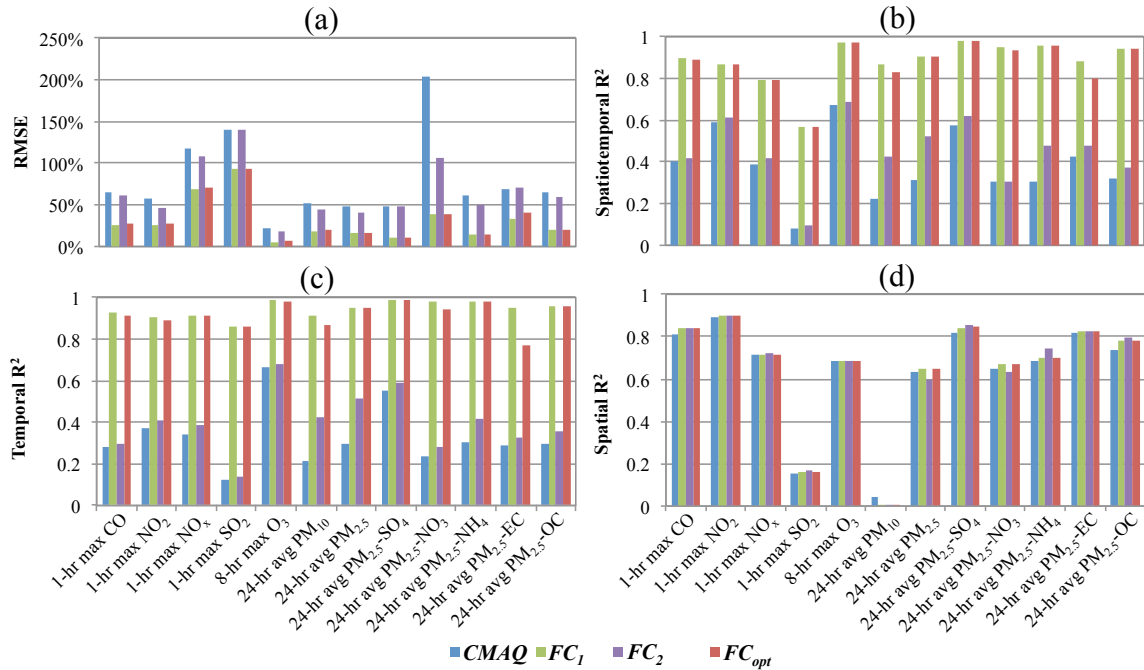 (a)
250%
200%
150%
100%
50%
0%
RMSE
(b)
1
0.8
0.6
0.4
0.2
0
Spatiotemporal R²
(c)
1
0.8
0.6
0.4
0.2
0
Temporal R²
1-hr max CO
1-hr max NO₂
1-hr max NOₓ
1-hr max SO₂
8-hr max O₃
24-hr avg PM₁₀
24-hr avg PM₂.₅
24-hr avg PM₂.₅-SO₄
24-hr avg PM₂.₅-NO₃
24-hr avg PM₂.₅-NH₄
24-hr avg PM₂.₅-EC
24-hr avg PM₂.₅-OC
(d)
1
0.8
0.6
0.4
0.2
0
Spatial R²
1-hr max CO
1-hr max NO₂
1-hr max NOₓ
1-hr max SO₂
8-hr max O₃
24-hr avg PM₁₀
24-hr avg PM₂.₅
24-hr avg PM₂.₅-SO₄
24-hr avg PM₂.₅-NO₃
24-hr avg PM₂.₅-NH₄
24-hr avg PM₂.₅-EC
24-hr avg PM₂.₅-OC
CMAQ FC₁ FC₂ FCopt